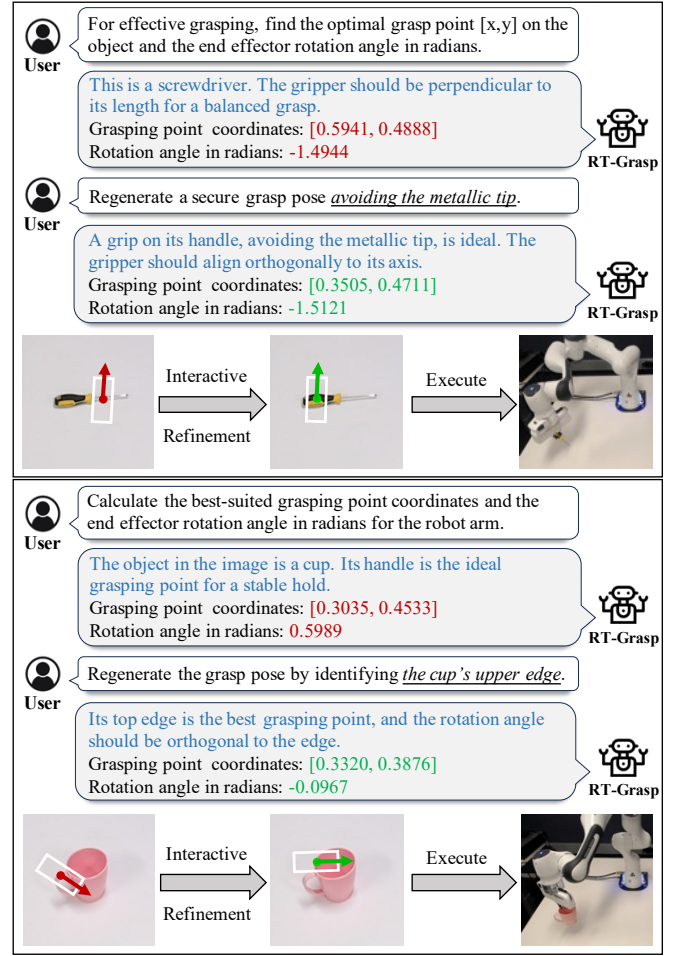 For effective grasping, find the optimal grasp point [x,y] on the
object and the end effector rotation angle in radians.
User
This is a screwdriver. The gripper should be perpendicular to
its length for a balanced grasp.
Grasping point coordinates: [0.5941, 0.4888]
Rotation angle in radians: -1.4944
RT-Grasp
Regenerate a secure grasp pose avoiding the metallic tip.
User
A grip on its handle, avoiding the metallic tip, is ideal. The
gripper should align orthogonally to its axis.
Grasping point coordinates: [0.3505, 0.4711]
Rotation angle in radians: -1.5121
RT-Grasp
Interactive
Refinement
Execute
Calculate the best-suited grasping point coordinates and the
end effector rotation angle in radians for the robot arm.
User
The object in the image is a cup. Its handle is the ideal
grasping point for a stable hold.
Grasping point coordinates: [0.3035, 0.4533]
Rotation angle in radians: 0.5989
RT-Grasp
Regenerate the grasp pose by identifying the cup's upper edge.
User
Its top edge is the best grasping point, and the rotation angle
should be orthogonal to the edge.
Grasping point coordinates: [0.3320, 0.3876]
Rotation angle in radians: -0.0967
RT-Grasp
Interactive
Refinement
Execute